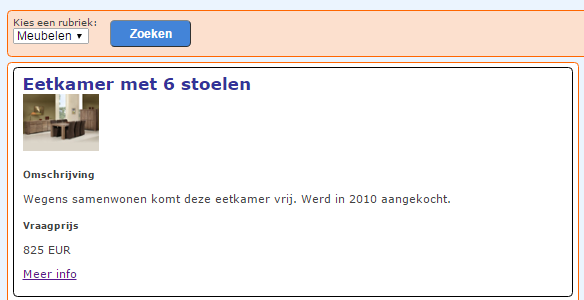 Kies een rubriek:
Meubelen
Zoeken
Eetkamer met 6 stoelen
Omschrijving
Wegens samenwonen komt deze eetkamer vrij. Werd in 2010 aangekocht.
Vraagprijs
825 EUR
Meer info